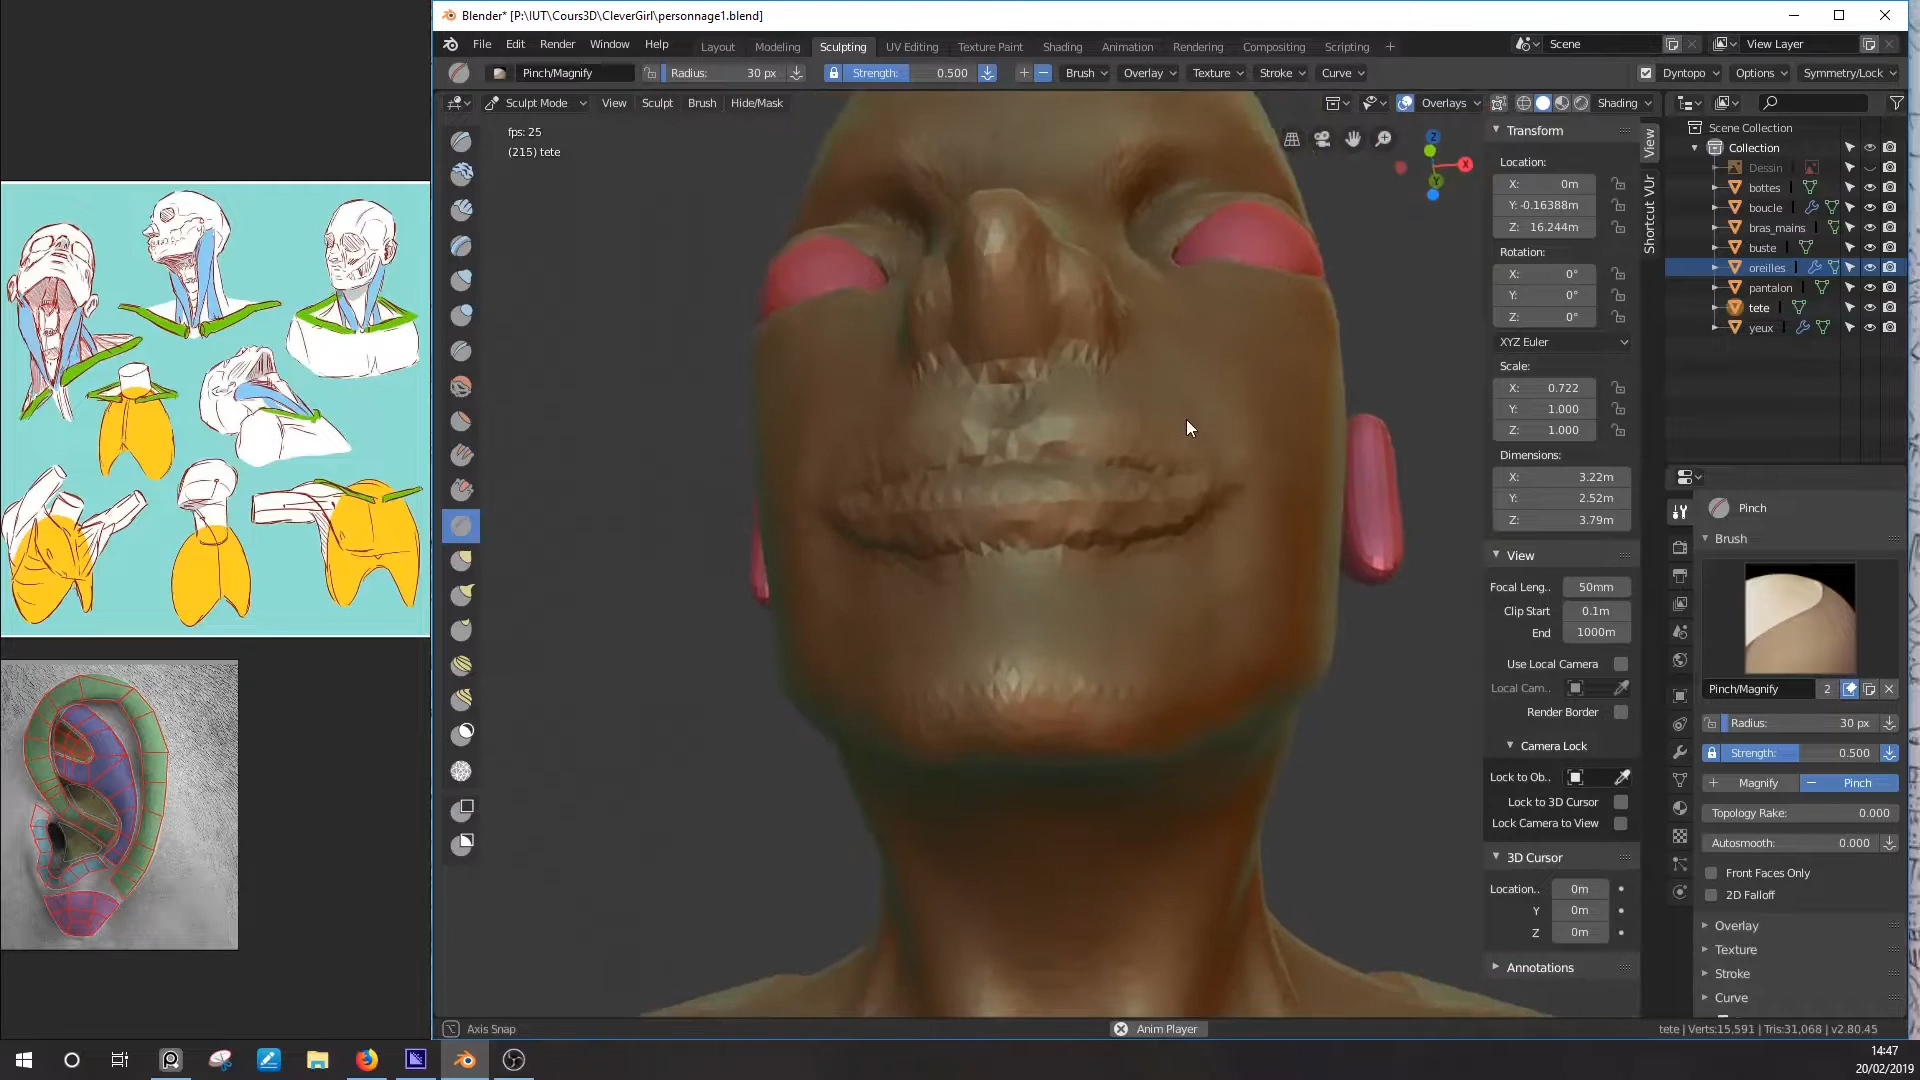 Blender* [P:\IUT\Cours3D\CleverGirl\personnage1.blend]
File Edit Render Window Help Layout Modeling Sculpting UV Editing Texture Paint Shading Animation Rendering Compositing Scripting + Scene View Layer
Pinch/Magnify Radius: 30 px Strength: 0.500 + − Brush Overlay Texture Stroke Curve Dyntopo Options Symmetry/Lock
Sculpt Mode View Sculpt Brush Hide/Mask Overlays Shading
fps: 25
(215) tete
Z
X
Y
Transform
Location:
X: 0m
Y: -0.16388m
Z: 16.244m
Rotation:
X: 0°
Y: 0°
Z: 0°
XYZ Euler
Scale:
X: 0.722
Y: 1.000
Z: 1.000
Dimensions:
X: 3.22m
Y: 2.52m
Z: 3.79m
View
Focal Leng.. 50mm
Clip Start 0.1m
End 1000m
Use Local Camera
Local Cam..
Render Border
Camera Lock
Lock to Ob..
Lock to 3D Cursor
Lock Camera to View
3D Cursor
Location.. 0m
Y 0m
Z 0m
Annotations
View
Shortcut VUr
Scene Collection
Collection
Dessin
bottes
boucle
bras_mains
buste
oreilles
pantalon
tete
yeux
Pinch
Brush
Pinch/Magnify 2
Radius: 30 px
Strength: 0.500
+ Magnify − Pinch
Topology Rake: 0.000
Autosmooth: 0.000
Front Faces Only
2D Falloff
Overlay
Texture
Stroke
Curve
Axis Snap Anim Player tete | Verts:15,591 | Tris:31,068 | v2.80.45
14:47
20/02/2019